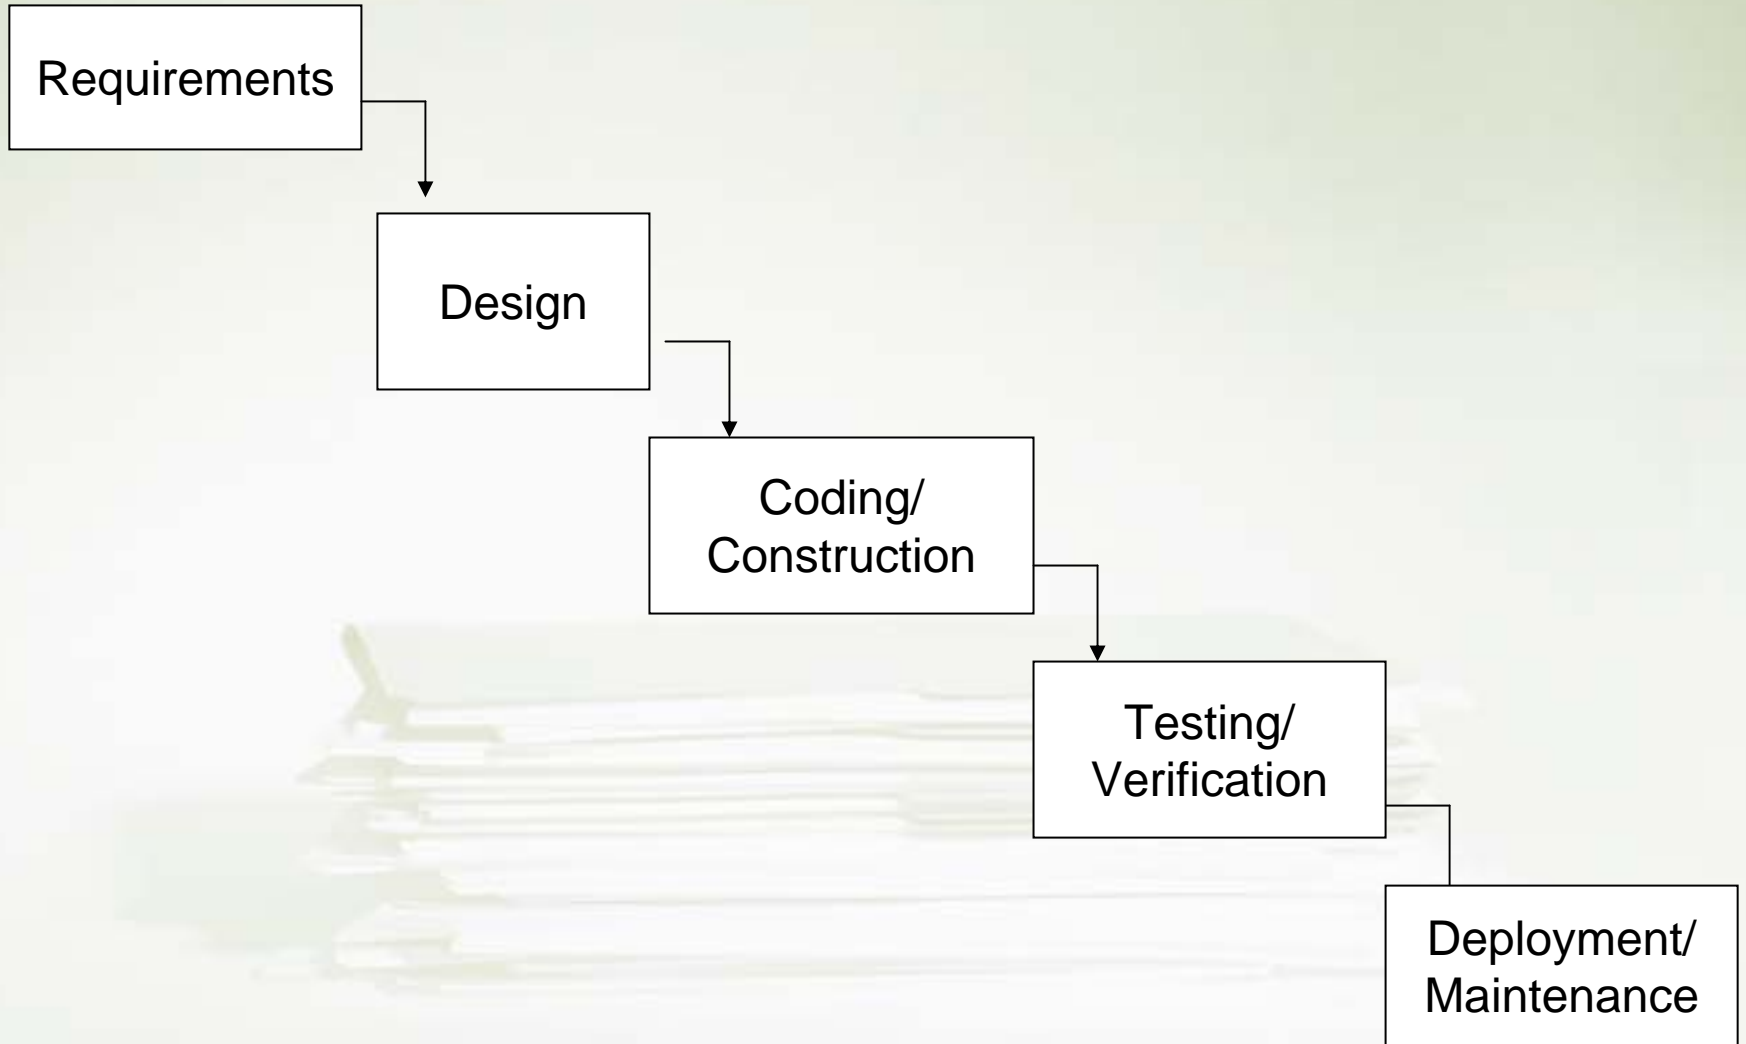 Requirements
Design
Coding/
Construction
Testing/
Verification
Deployment/
Maintenance